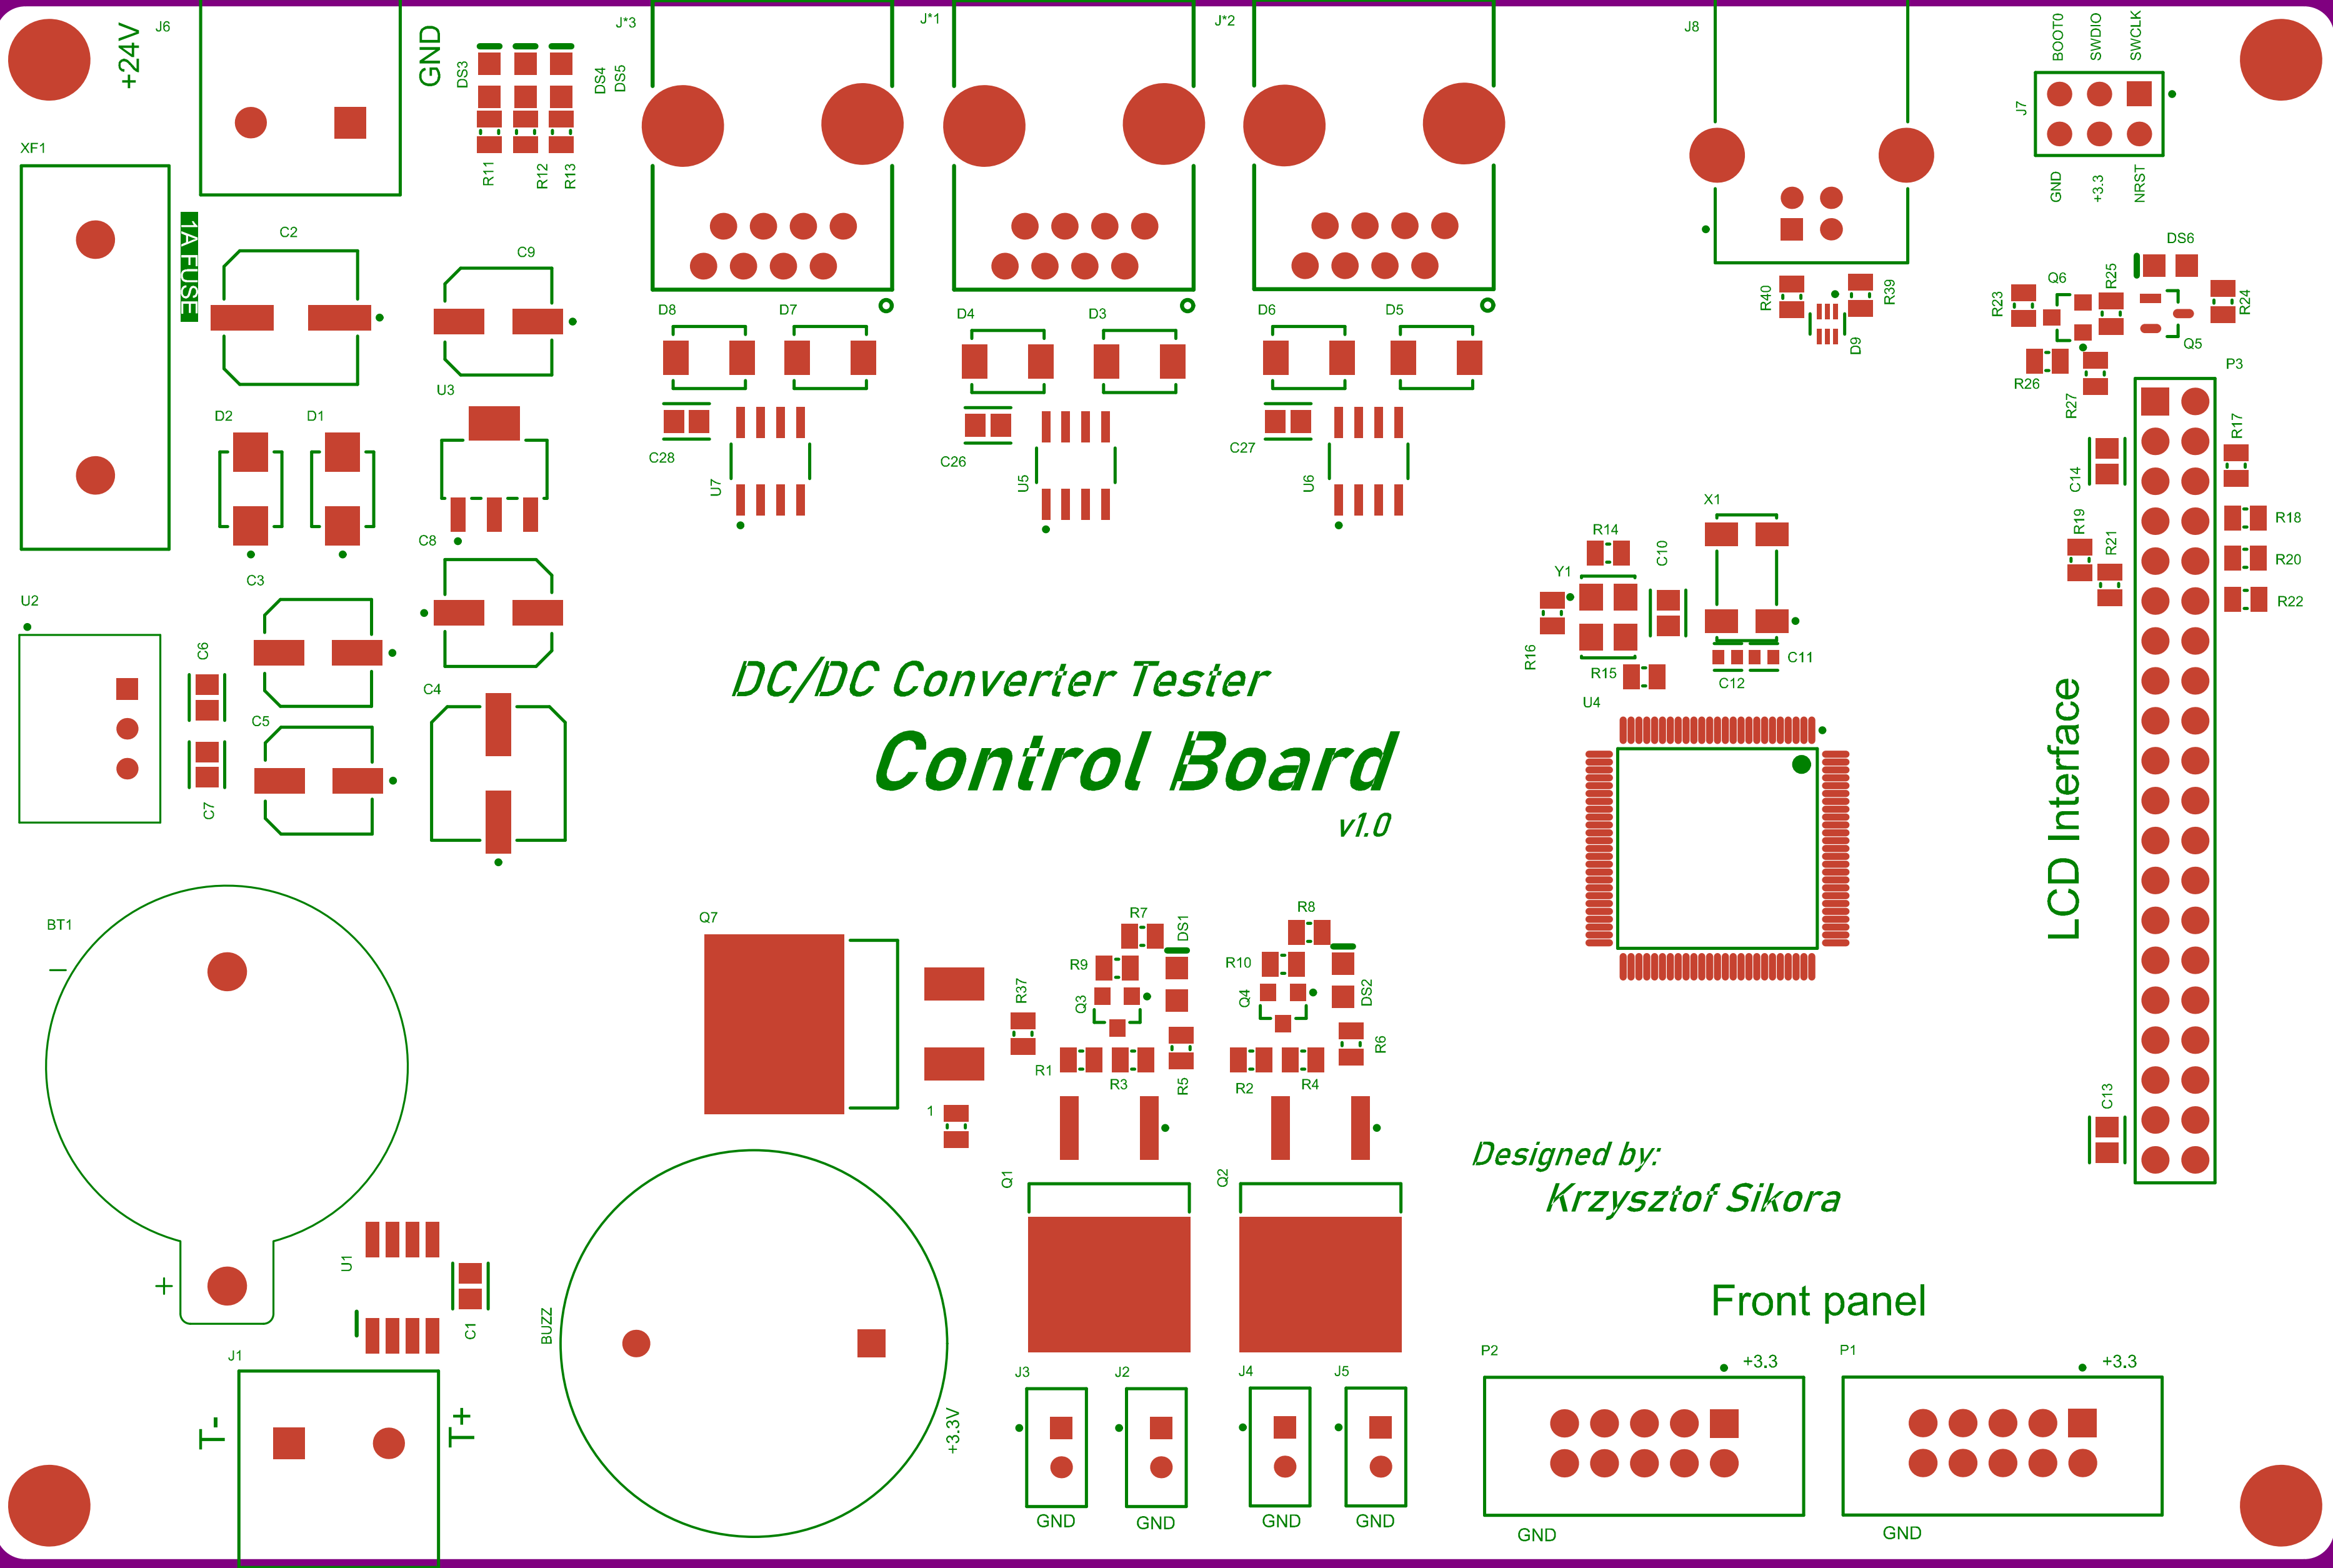 +24V
J6
GND
DS3
DS4
DS5
J*3
J*1
J*2
J8
BOOT0
SWDIO
SWCLK
J7
GND
+3.3
NRST
XF1
1A FUSE
R11
R12
R13
C2
C9
D8
D7
D4
D3
D6
D5
R40
R39
D9
DS6
Q6
R25
R23
R24
Q5
R26
R27
P3
U3
D2
D1
C28
U7
C26
U5
C27
U6
R17
C14
X1
C8
C3
R14
C10
Y1
R19
R21
R18
R20
R22
U2
C6
R16
R15
C12
C11
U4
C4
C5
C7
DC/DC Converter Tester
Control Board
v1.0
LCD Interface
BT1
−
+
Q7
R37
R7
DS1
R9
Q3
R8
R10
Q4
DS2
R1
R3
R5
R2
R4
R6
1
C13
Q1
Q2
Designed by:
Krzysztof Sikora
U1
C1
BUZZ
+3.3V
Front panel
J1
T-
T+
J3
J2
J4
J5
P2
+3.3
P1
+3.3
GND
GND
GND
GND
GND
GND